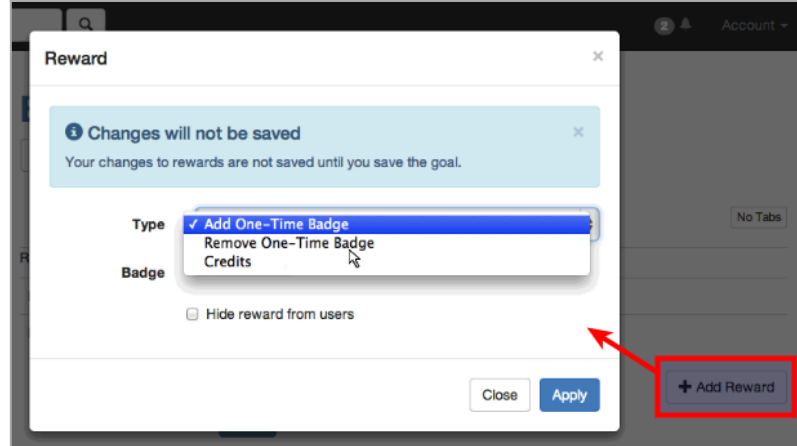 2
Account
Reward
×
Changes will not be saved
×
Your changes to rewards are not saved until you save the goal.
No Tabs
Type
✓ Add One-Time Badge
Remove One-Time Badge
Credits
Badge
Hide reward from users
+ Add Reward
Close
Apply